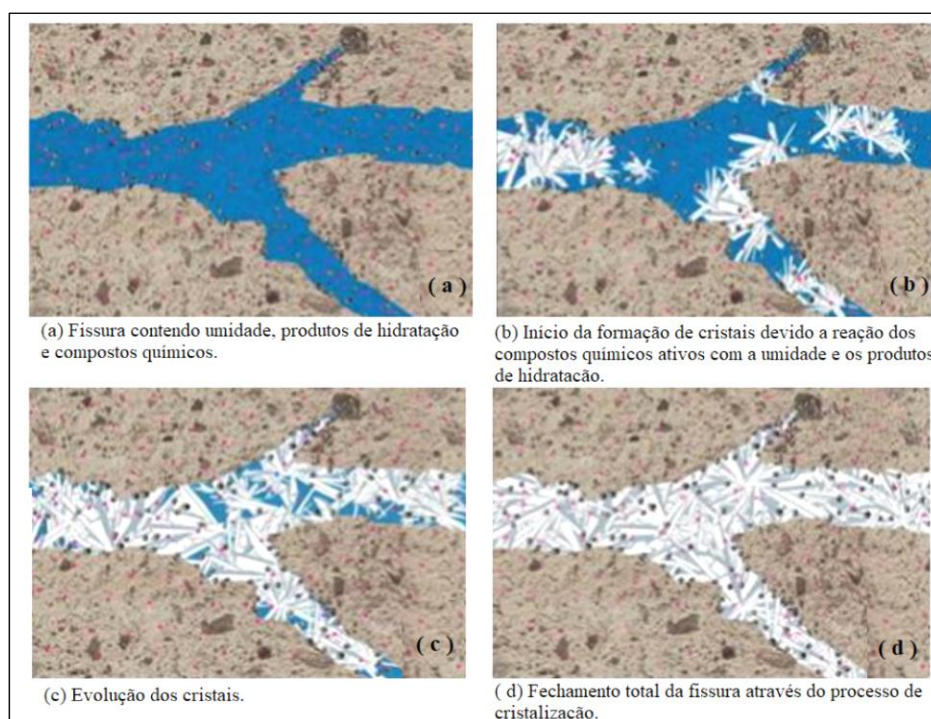 ( a )
( b )
(a) Fissura contendo umidade, produtos de hidratação
e compostos químicos.
(b) Início da formação de cristais devido a reação dos
compostos químicos ativos com a umidade e os produtos
de hidratação.
( c )
( d )
(c) Evolução dos cristais.
( d) Fechamento total da fissura através do processo de
cristalização.